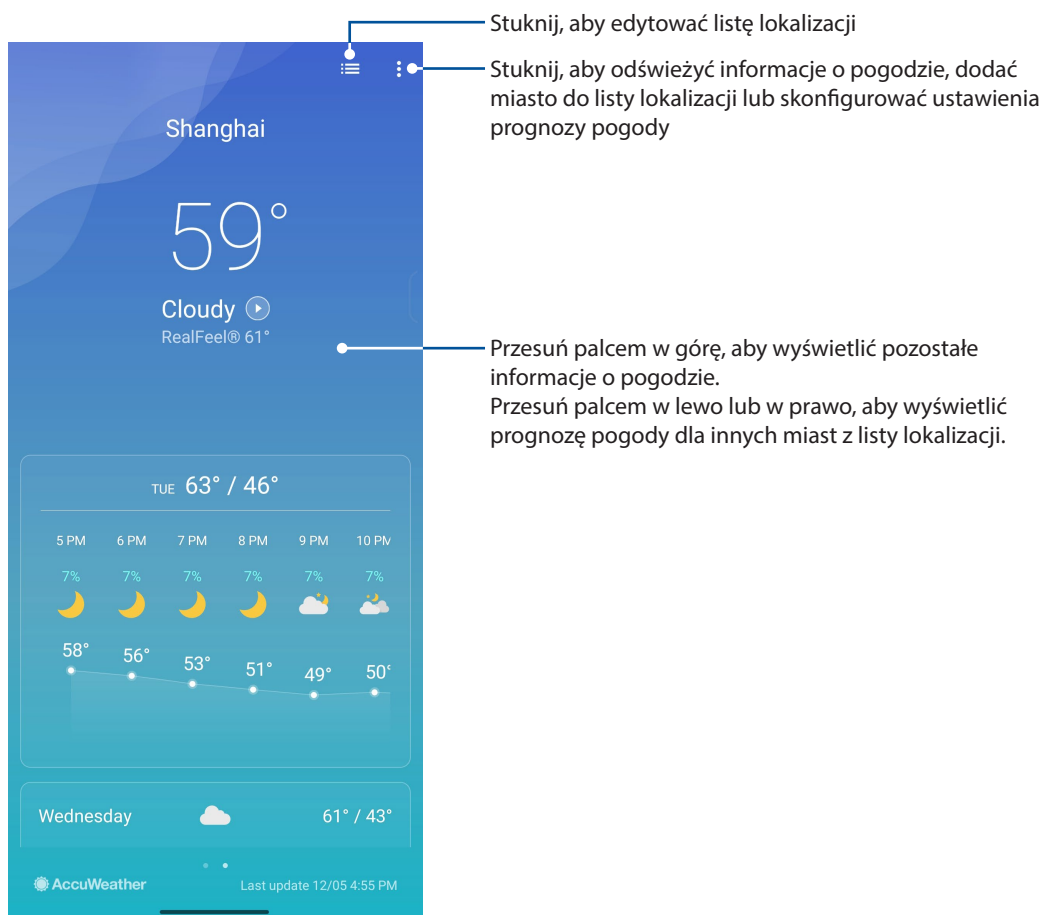 Stuknij, aby edytować listę lokalizacji
Stuknij, aby odświeżyć informacje o pogodzie, dodać
miasto do listy lokalizacji lub skonfigurować ustawienia
prognozy pogody
Shanghai
59°
Cloudy
RealFeel® 61°
Przesuń palcem w górę, aby wyświetlić pozostałe
informacje o pogodzie.
Przesuń palcem w lewo lub w prawo, aby wyświetlić
prognozę pogody dla innych miast z listy lokalizacji.
TUE 63° / 46°
5 PM 6 PM 7 PM 8 PM 9 PM 10 PM
7% 7% 7% 7% 7% 7%
58° 56° 53° 51° 49° 50°
Wednesday 61° / 43°
AccuWeather Last update 12/05 4:55 PM